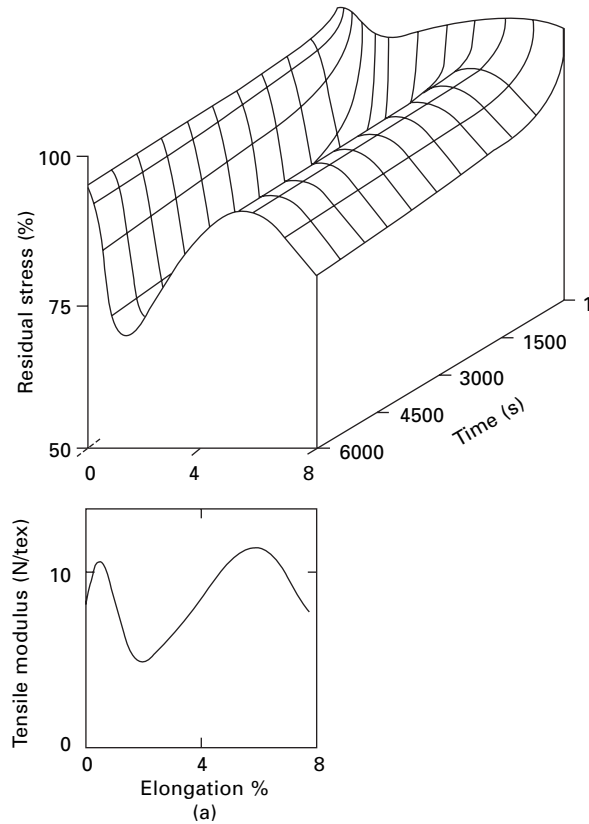 100
75
50
Residual stress (%)
0 4 8
6000
4500
3000
1500
1
Time (s)
Tensile modulus (N/tex)
10
0
0 4 8
Elongation %
(a)